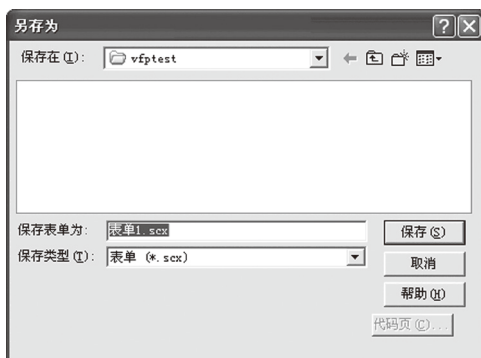 另存为
保存在(I): vfptest
保存表单为: 表单1.scx 保存(S)
保存类型(T): 表单 (*.scx) 取消
帮助(H)
代码页(C)...